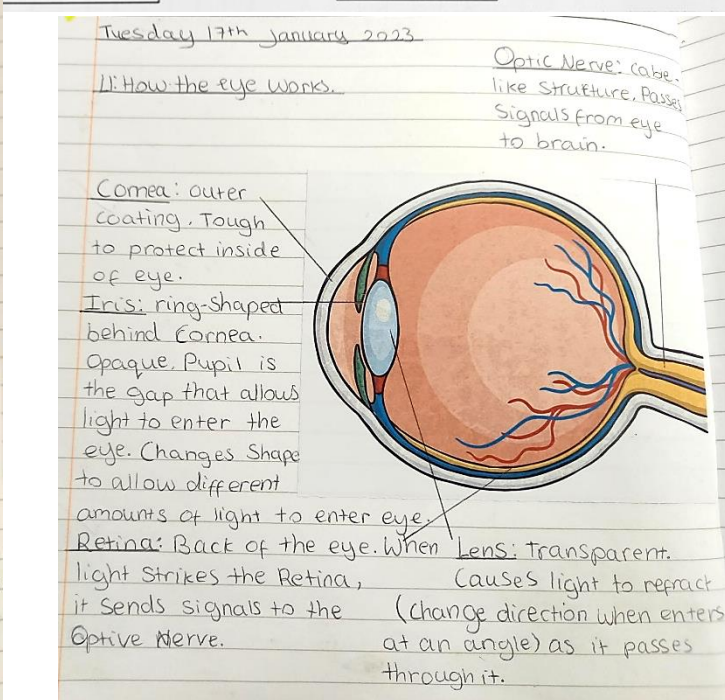 Tuesday 17th January 2023
LI: How the eye works.
Optic Nerve: cabe-
like Strukture. Passes
Signals from eye
to brain.
Cornea: outer
coating. Tough
to protect inside
of eye.
Iris: ring-Shaped
behind Cornea.
Opaque. Pupil is
the gap that allows
light to enter the
eye. Changes Shape
to allow different
amounts of light to enter eye.
Retina: Back of the eye. When
light Strikes the Retina,
it Sends signals to the
Optive Nerve.
Lens: Transparent.
Causes light to refract
(change direction when enters
at an angle) as it passes
through it.